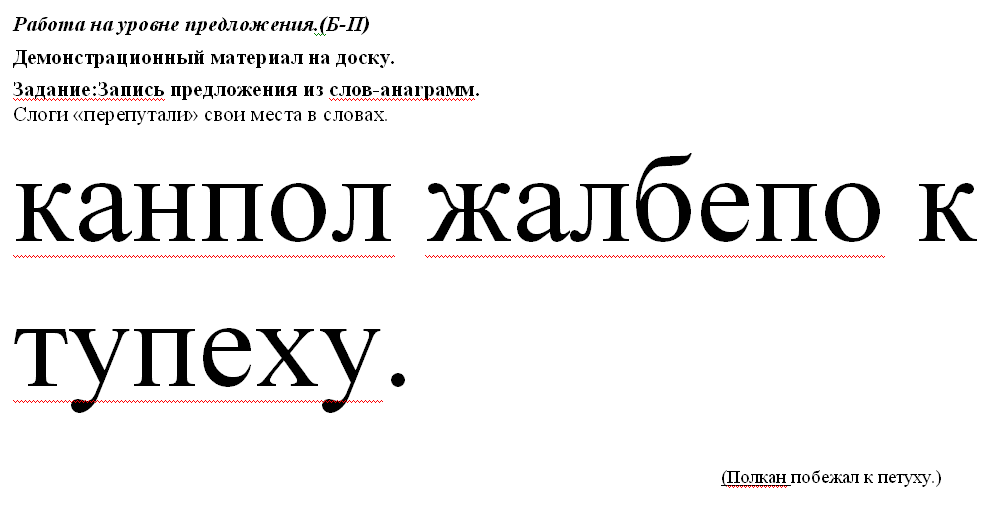 Работа на уровне предложения.(Б-П)
Демонстрационный материал на доску.
Задание:Запись предложения из слов-анаграмм.
Слоги «перепутали» свои места в словах.
канпол жалбепо к
тупеху.
(Полкан побежал к петуху.)